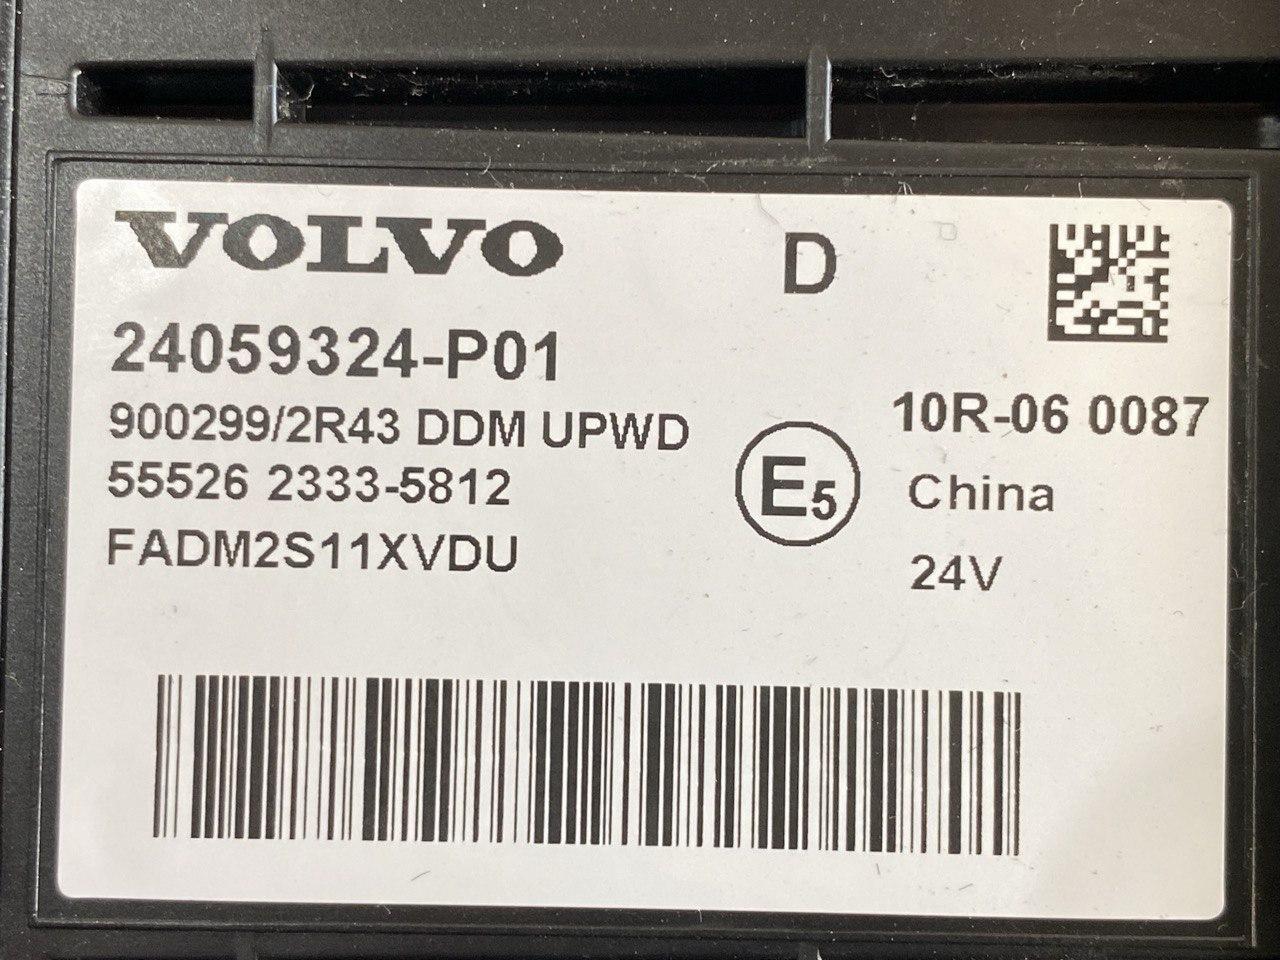 VOLVO
D
24059324-P01
900299/2R43 DDM UPWD
55526 2333-5812
FADM2S11XVDU
E5
10R-06 0087
China
24V